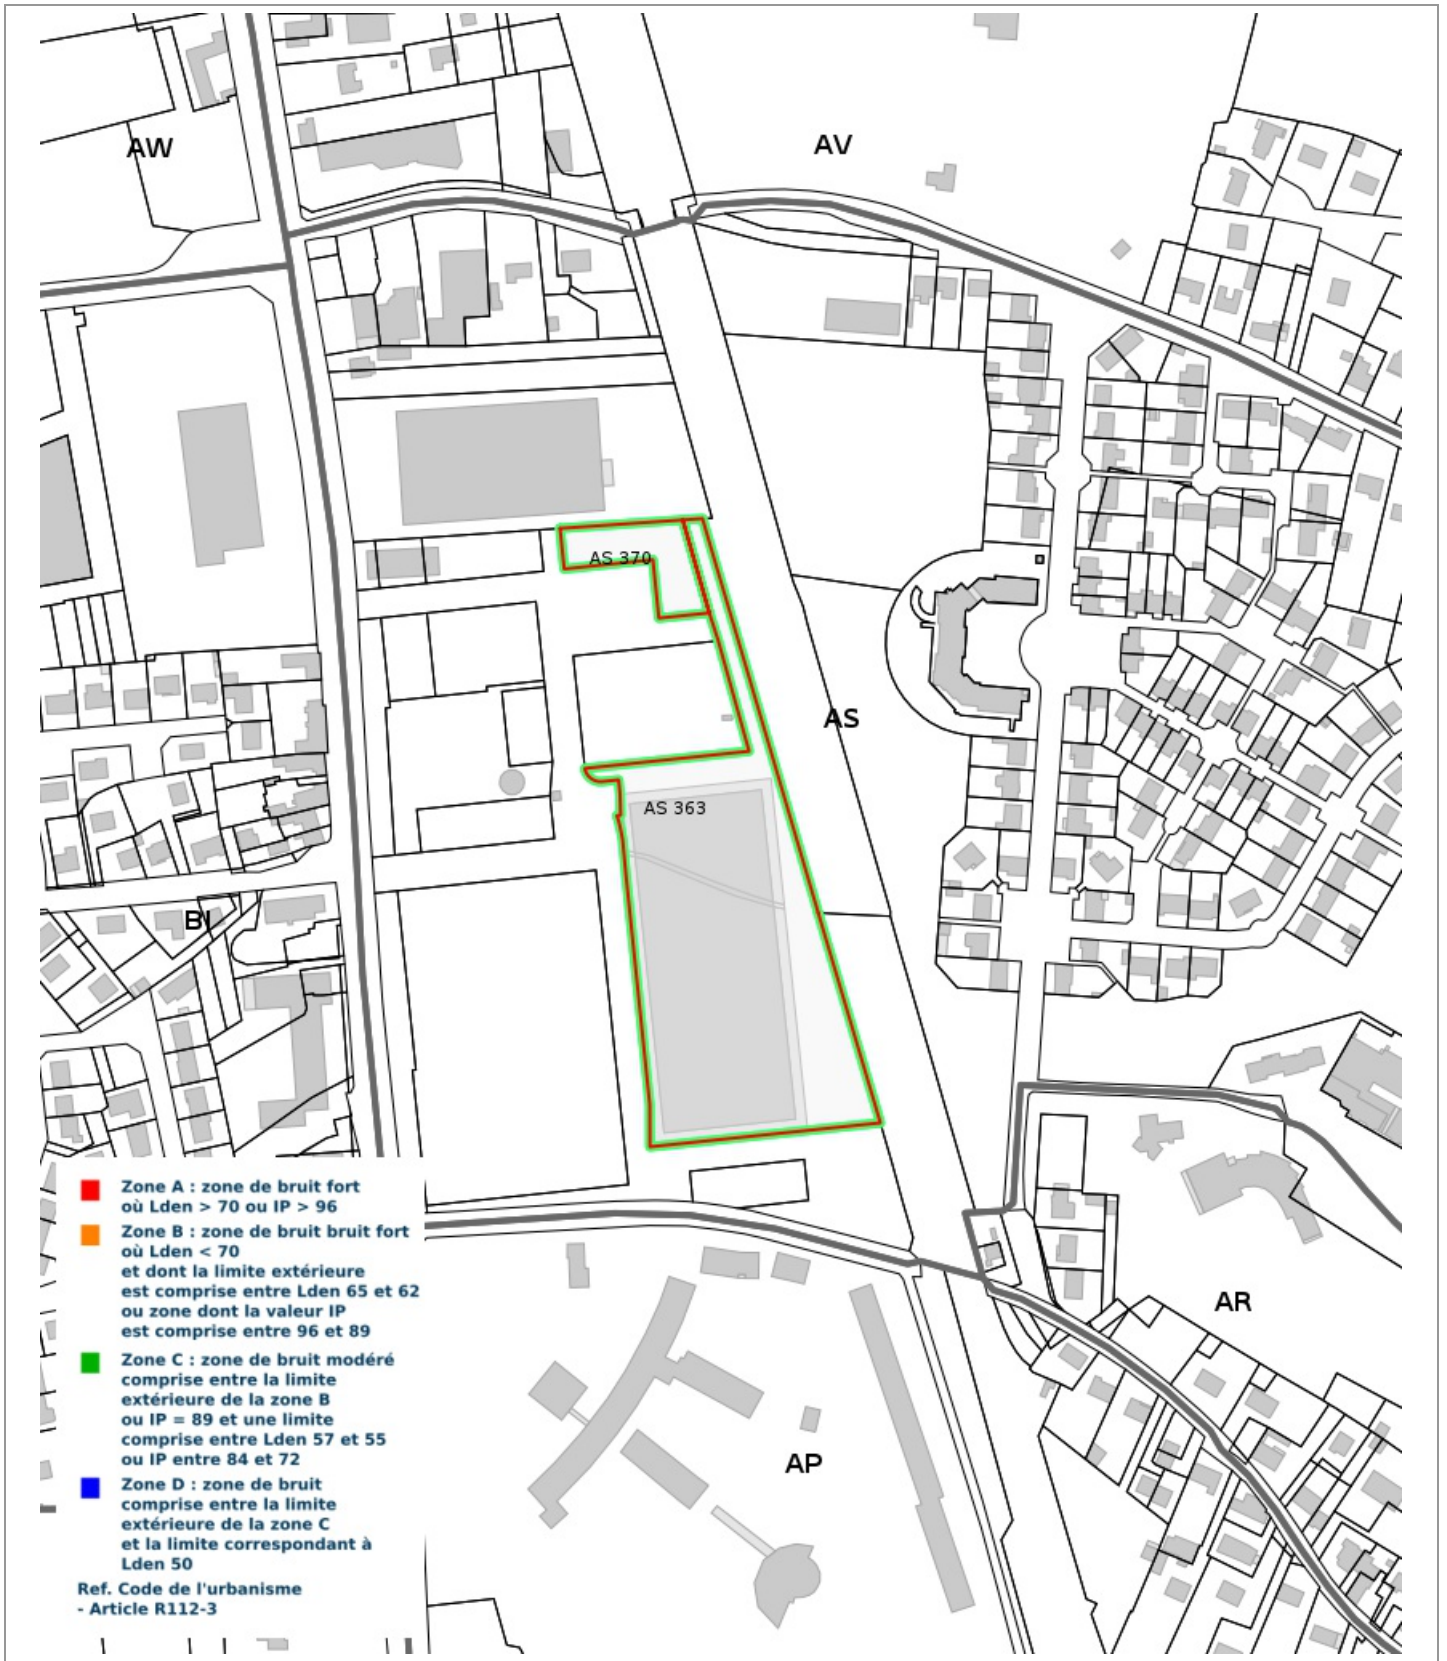 AW
AV
AS 370
AS
AS 363
BI
Zone A : zone de bruit fort
où Lden > 70 ou IP > 96
Zone B : zone de bruit bruit fort
où Lden < 70
et dont la limite extérieure
est comprise entre Lden 65 et 62
ou zone dont la valeur IP
est comprise entre 96 et 89
Zone C : zone de bruit modéré
comprise entre la limite
extérieure de la zone B
ou IP = 89 et une limite
comprise entre Lden 57 et 55
ou IP entre 84 et 72
Zone D : zone de bruit
comprise entre la limite
extérieure de la zone C
et la limite correspondant à
Lden 50
Ref. Code de l'urbanisme
- Article R112-3
AR
AP